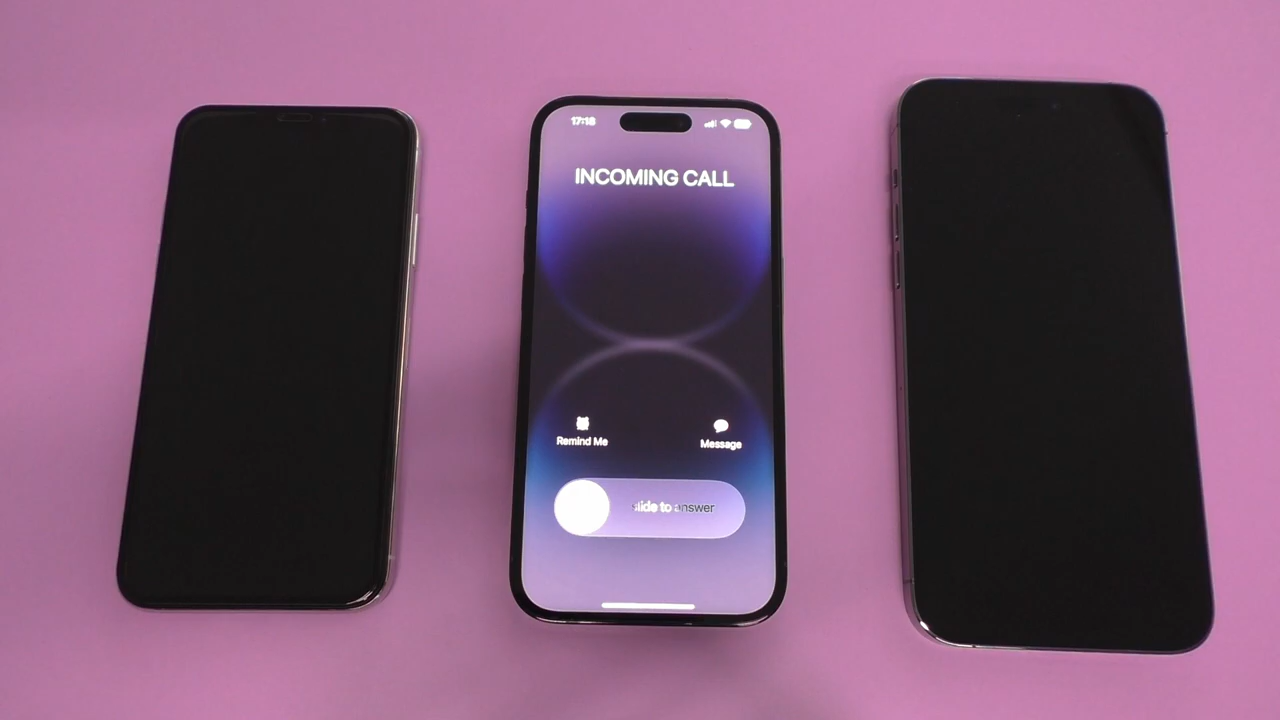 17:18
INCOMING CALL
Remind Me
Message
slide to answer